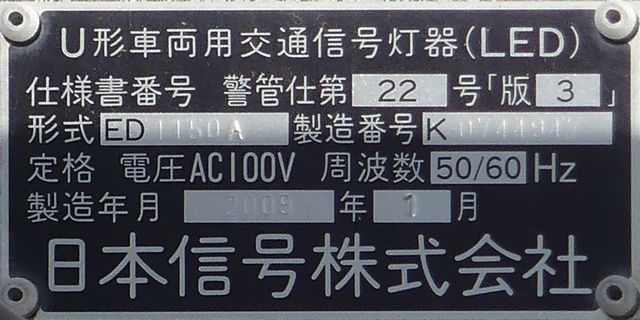 U形車両用交通信号灯器(LED)
仕様書番号 警管仕第 22 号「版 3 」
形式 ED1150A 製造番号 K
定格 電圧AC100V 周波数 50/60 Hz
製造年月 2009 年 1 月
日本信号株式会社